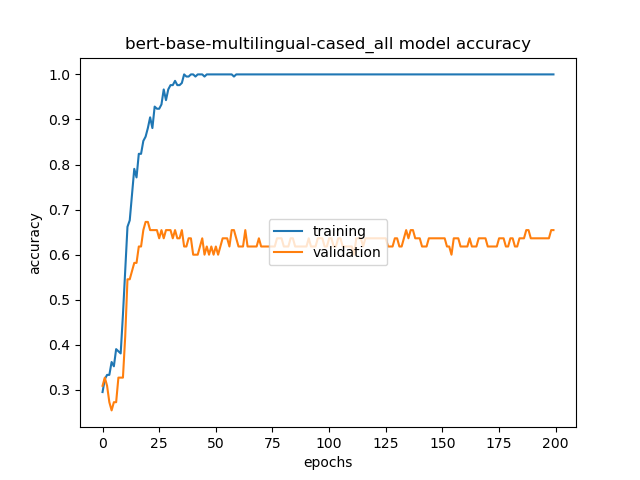 bert-base-multilingual-cased_all model accuracy
1.0
0.9
0.8
0.7
0.6
0.5
0.4
0.3
accuracy
training
validation
0 25 50 75 100 125 150 175 200
epochs